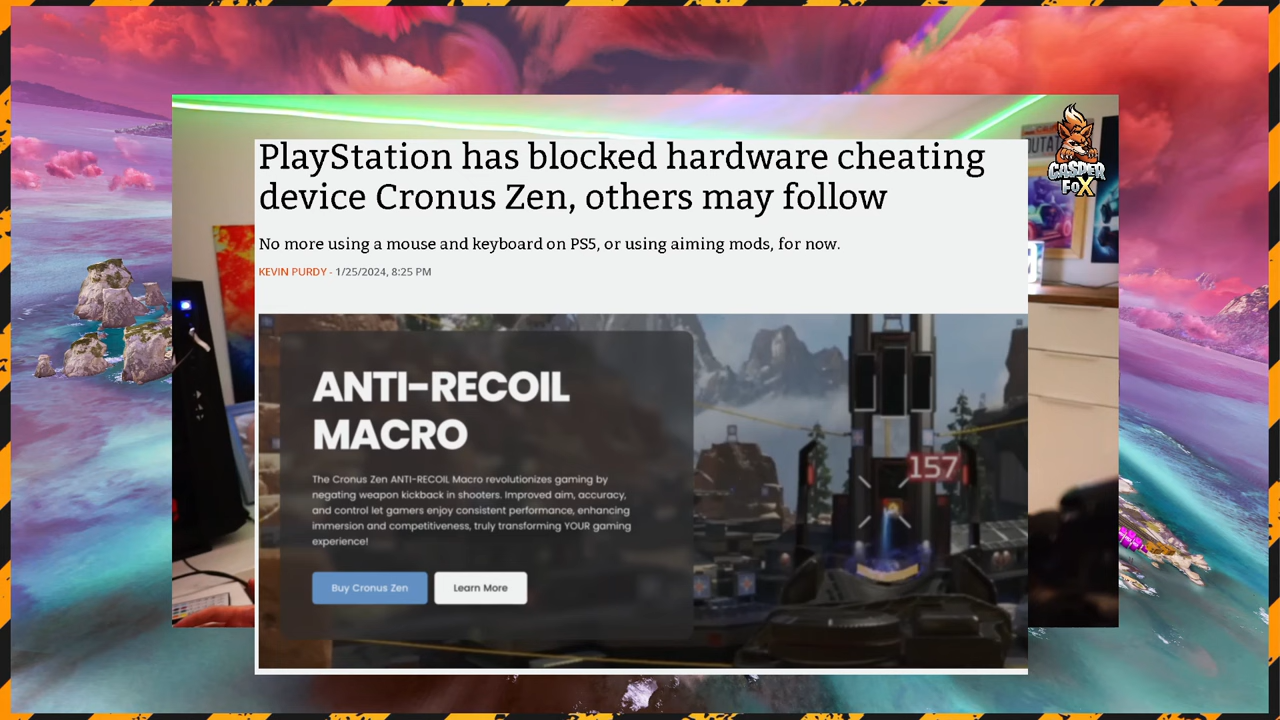 PlayStation has blocked hardware cheating
device Cronus Zen, others may follow
No more using a mouse and keyboard on PS5, or using aiming mods, for now.
KEVIN PURDY - 1/25/2024, 8:25 PM
CASPER
FOX
ANTI-RECOIL
MACRO
The Cronus Zen ANTI-RECOIL Macro revolutionizes gaming by
negating weapon kickback in shooters. Improved aim, accuracy,
and control let gamers enjoy consistent performance, enhancing
immersion and competitiveness, truly transforming YOUR gaming
experience!
Buy Cronus Zen
Learn More
157